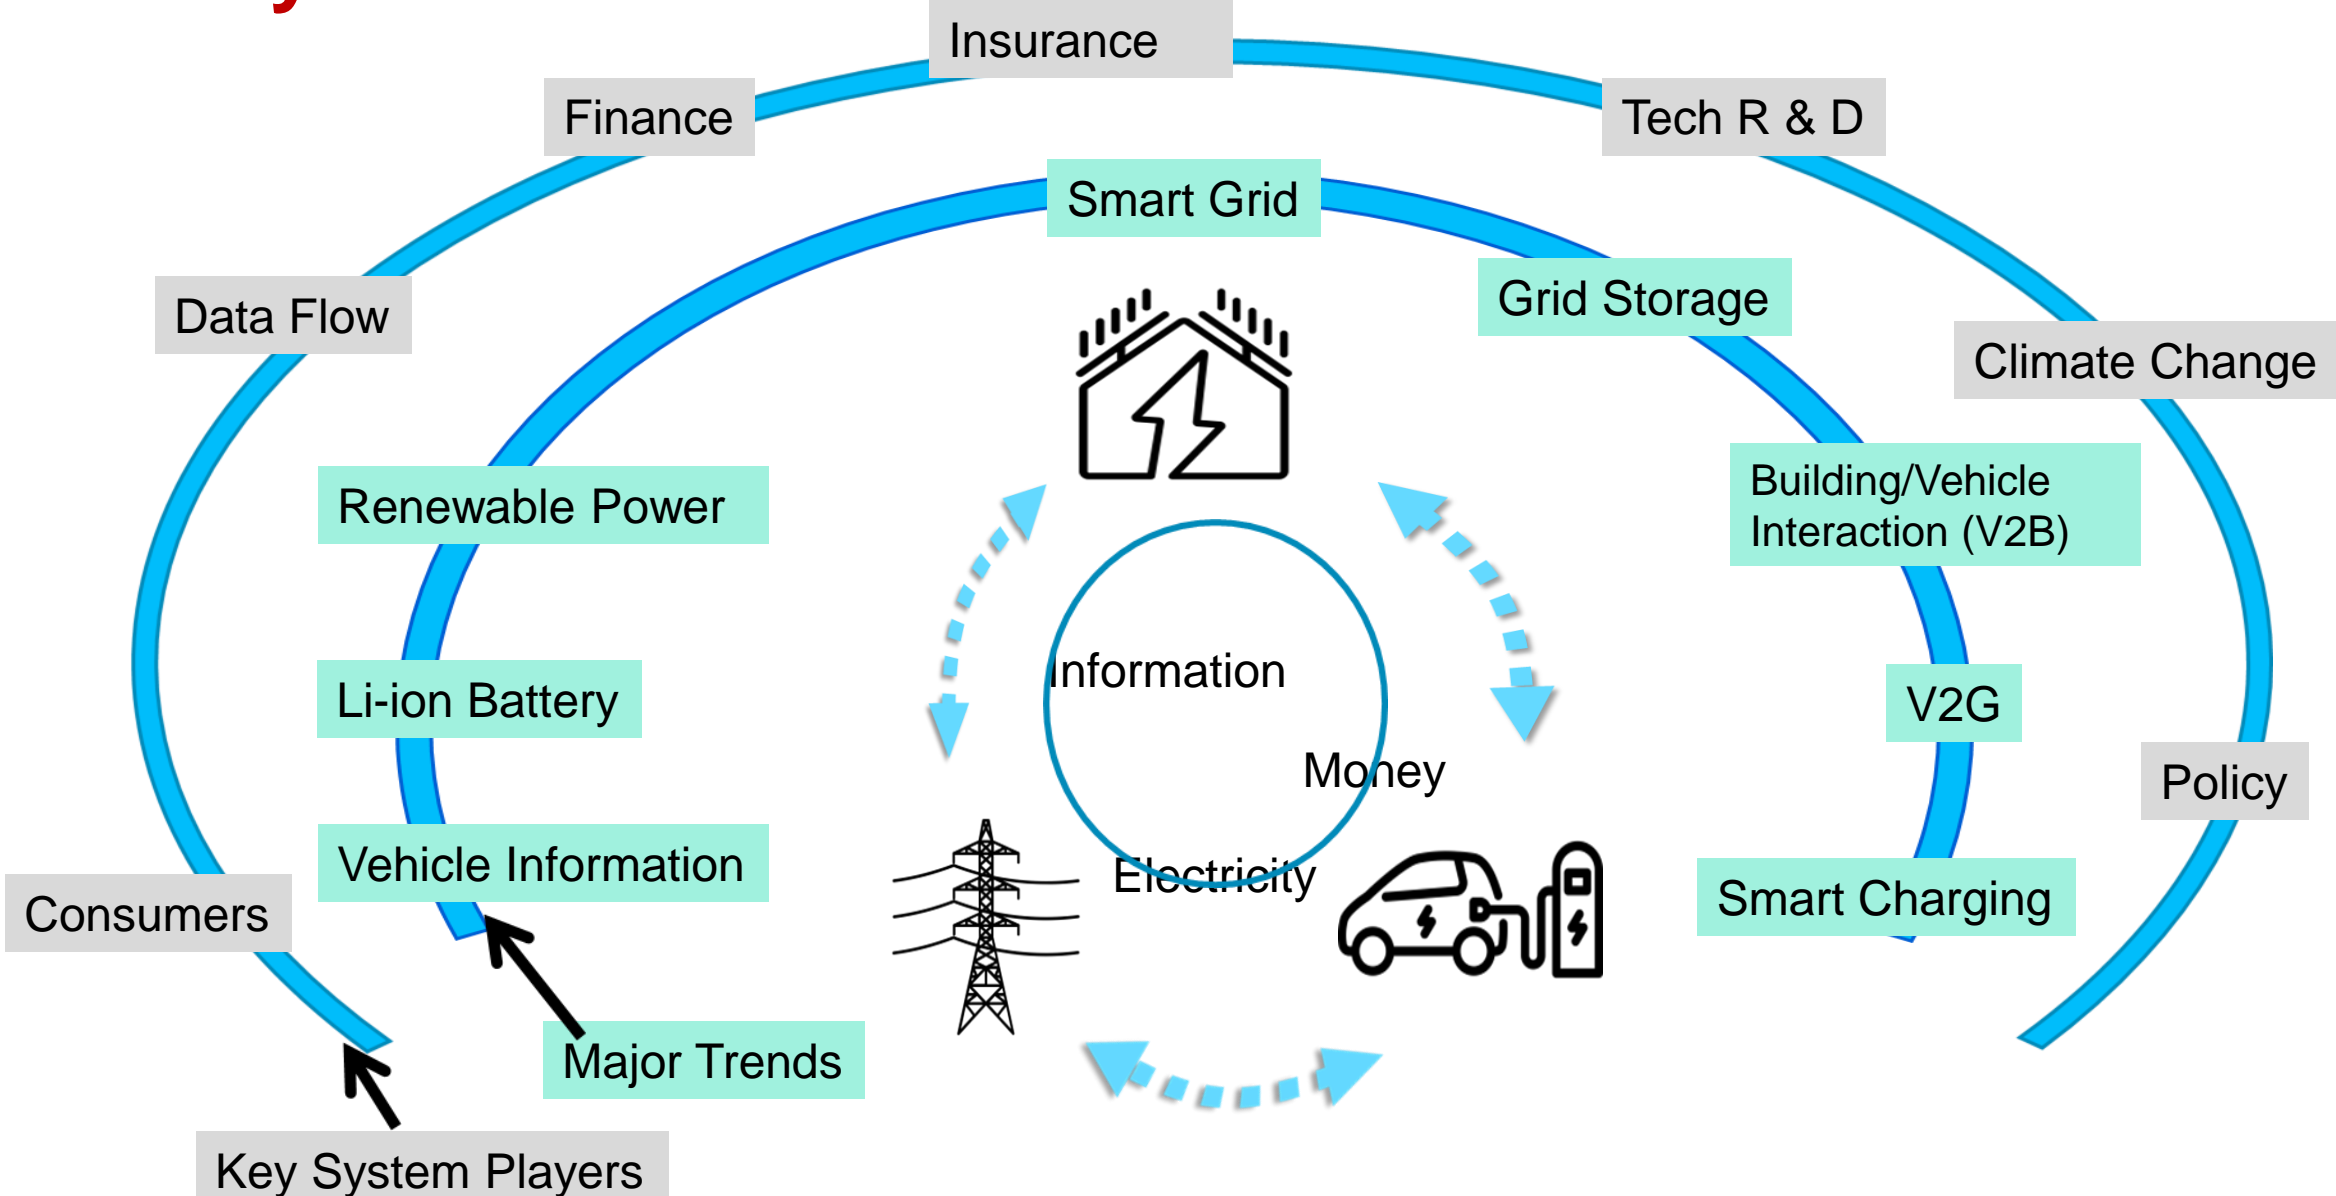 Insurance
Finance
Tech R & D
Smart Grid
Data Flow
Grid Storage
Climate Change
Renewable Power
Building/Vehicle
Interaction (V2B)
Information
Li-ion Battery
V2G
Money
Policy
Vehicle Information
Electricity
Consumers
Smart Charging
Major Trends
Key System Players